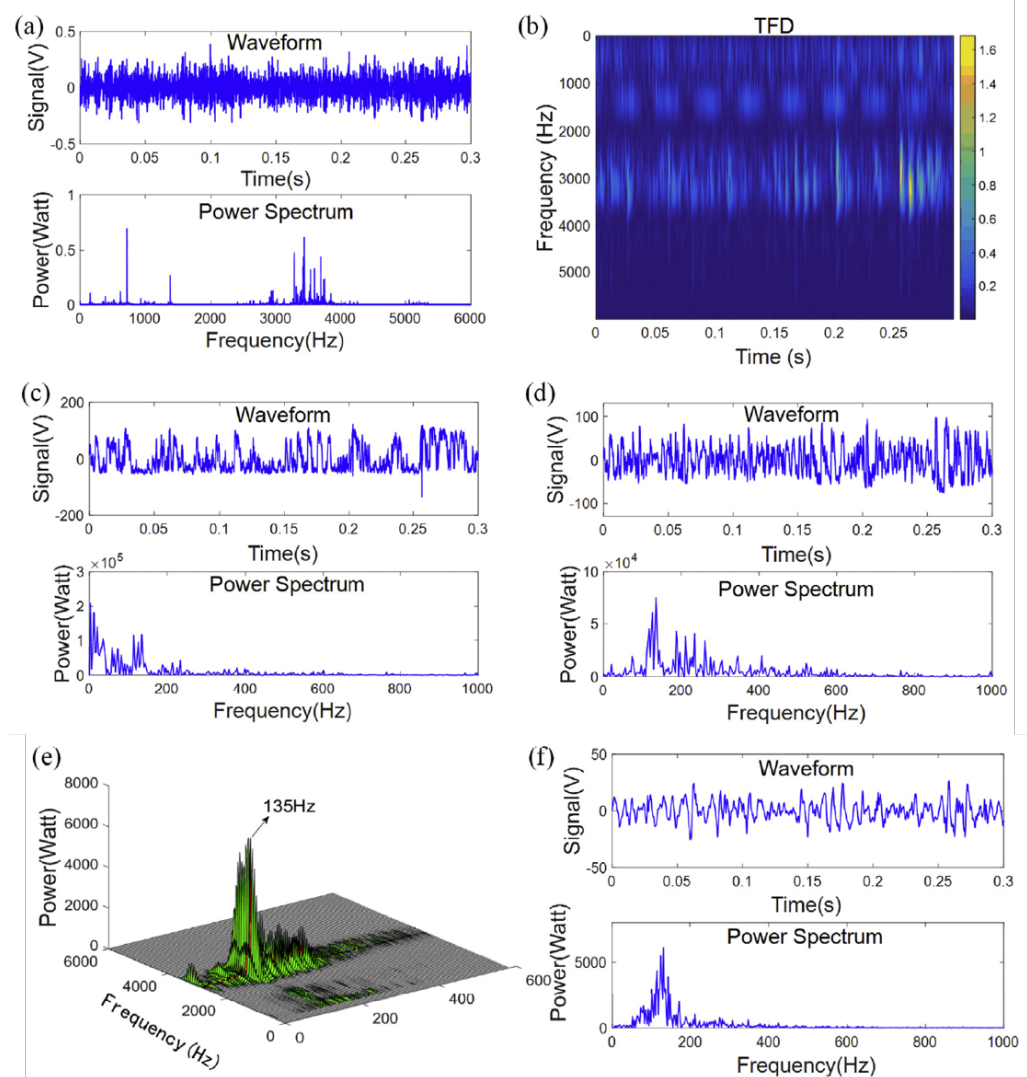 (a)
Waveform
Signal(V)
0.5
0
-0.5
0 0.05 0.1 0.15 0.2 0.25 0.3
Time(s)
Power Spectrum
Power(Watt)
1
0.5
0
0 1000 2000 3000 4000 5000 6000
Frequency(Hz)
(b)
TFD
Frequency (Hz)
0
1000
2000
3000
4000
5000
0 0.05 0.1 0.15 0.2 0.25
Time (s)
1.6
1.4
1.2
1
0.8
0.6
0.4
0.2
(c)
Waveform
Signal(V)
200
0
-200
0 0.05 0.1 0.15 0.2 0.25 0.3
Time(s)
×10⁵
Power Spectrum
Power(Watt)
3
2
1
0
0 200 400 600 800 1000
Frequency(Hz)
(d)
Waveform
Signal(V)
100
0
-100
0 0.05 0.1 0.15 0.2 0.25 0.3
Time(s)
×10⁴
Power Spectrum
Power(Watt)
10
5
0
0 200 400 600 800 1000
Frequency(Hz)
(e)
135Hz
Power(Watt)
8000
6000
4000
2000
0
6000
4000
2000
0
Frequency (Hz)
0
200
400
600
(f)
Waveform
Signal(V)
50
0
-50
0 0.05 0.1 0.15 0.2 0.25 0.3
Time(s)
Power Spectrum
Power(Watt)
5000
0
0 200 400 600 800 1000
Frequency(Hz)